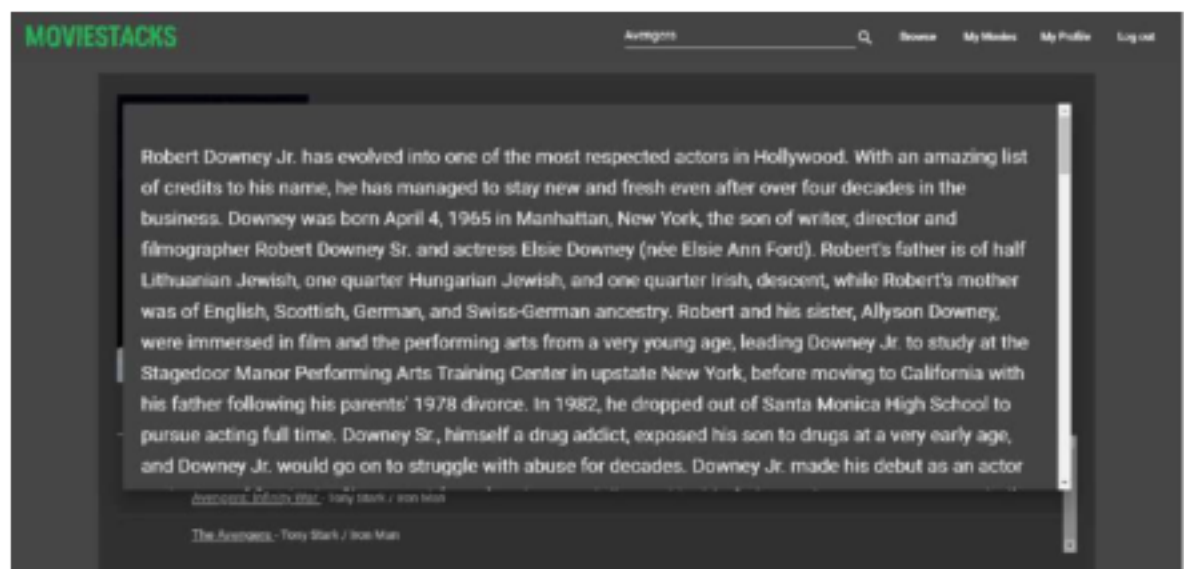 MOVIESTACKS
Avengers
Browse
My Movies
My Profile
Log out
Robert Downey Jr. has evolved into one of the most respected actors in Hollywood. With an amazing list
of credits to his name, he has managed to stay new and fresh even after over four decades in the
business. Downey was born April 4, 1965 in Manhattan, New York, the son of writer, director and
filmographer Robert Downey Sr. and actress Elsie Downey (née Elsie Ann Ford). Robert's father is of half
Lithuanian Jewish, one quarter Hungarian Jewish, and one quarter Irish, descent, while Robert's mother
was of English, Scottish, German, and Swiss-German ancestry. Robert and his sister, Allyson Downey,
were immersed in film and the performing arts from a very young age, leading Downey Jr. to study at the
Stagedoor Manor Performing Arts Training Center in upstate New York, before moving to California with
his father following his parents' 1978 divorce. In 1982, he dropped out of Santa Monica High School to
pursue acting full time. Downey Sr., himself a drug addict, exposed his son to drugs at a very early age,
and Downey Jr. would go on to struggle with abuse for decades. Downey Jr. made his debut as an actor
Avengers: Infinity War - Tony Stark / Iron Man
The Avengers - Tony Stark / Iron Man